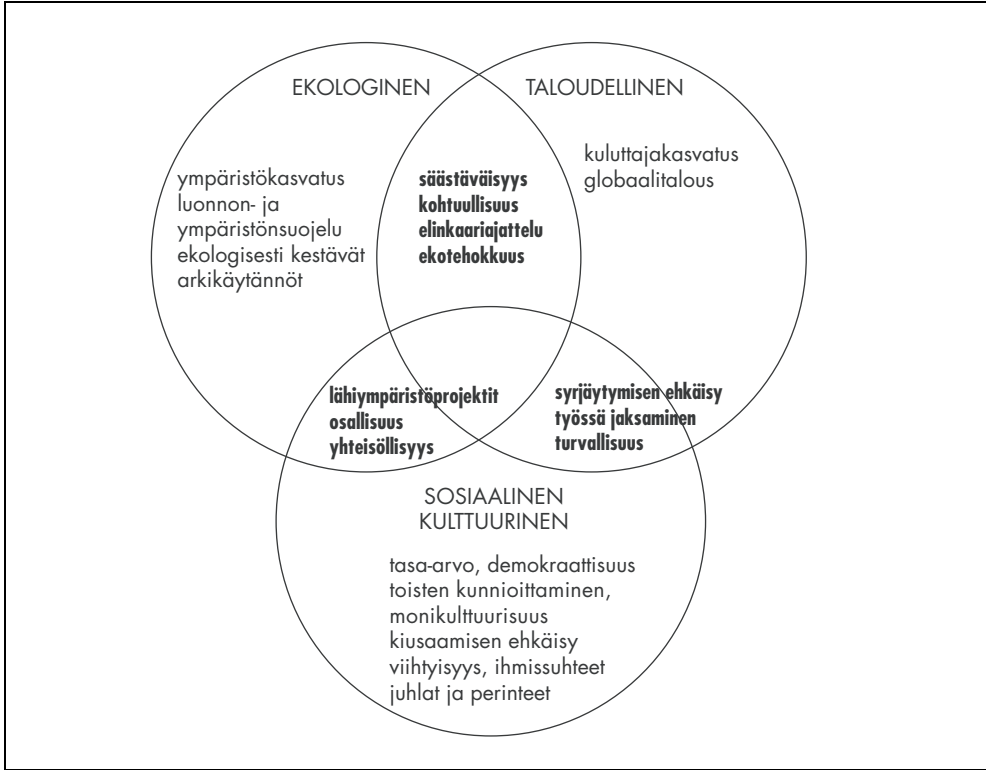 EKOLOGINEN
TALOUDELLINEN
ympäristökasvatus
luonnon- ja
ympäristönsuojelu
ekologisesti kestävät
arkikäytännöt
säästäväisyys
kohtuullisuus
elinkaariajattelu
ekotehokkuus
kuluttajakasvatus
globaalitalous
lähiympäristöprojektit
osallisuus
yhteisöllisyys
syrjäytymisen ehkäisy
työssä jaksaminen
turvallisuus
SOSIAALINEN
KULTTUURINEN
tasa-arvo, demokraattisuus
toisten kunnioittaminen,
monikulttuurisuus
kiusaamisen ehkäisy
viihtyisyys, ihmissuhteet
juhlat ja perinteet